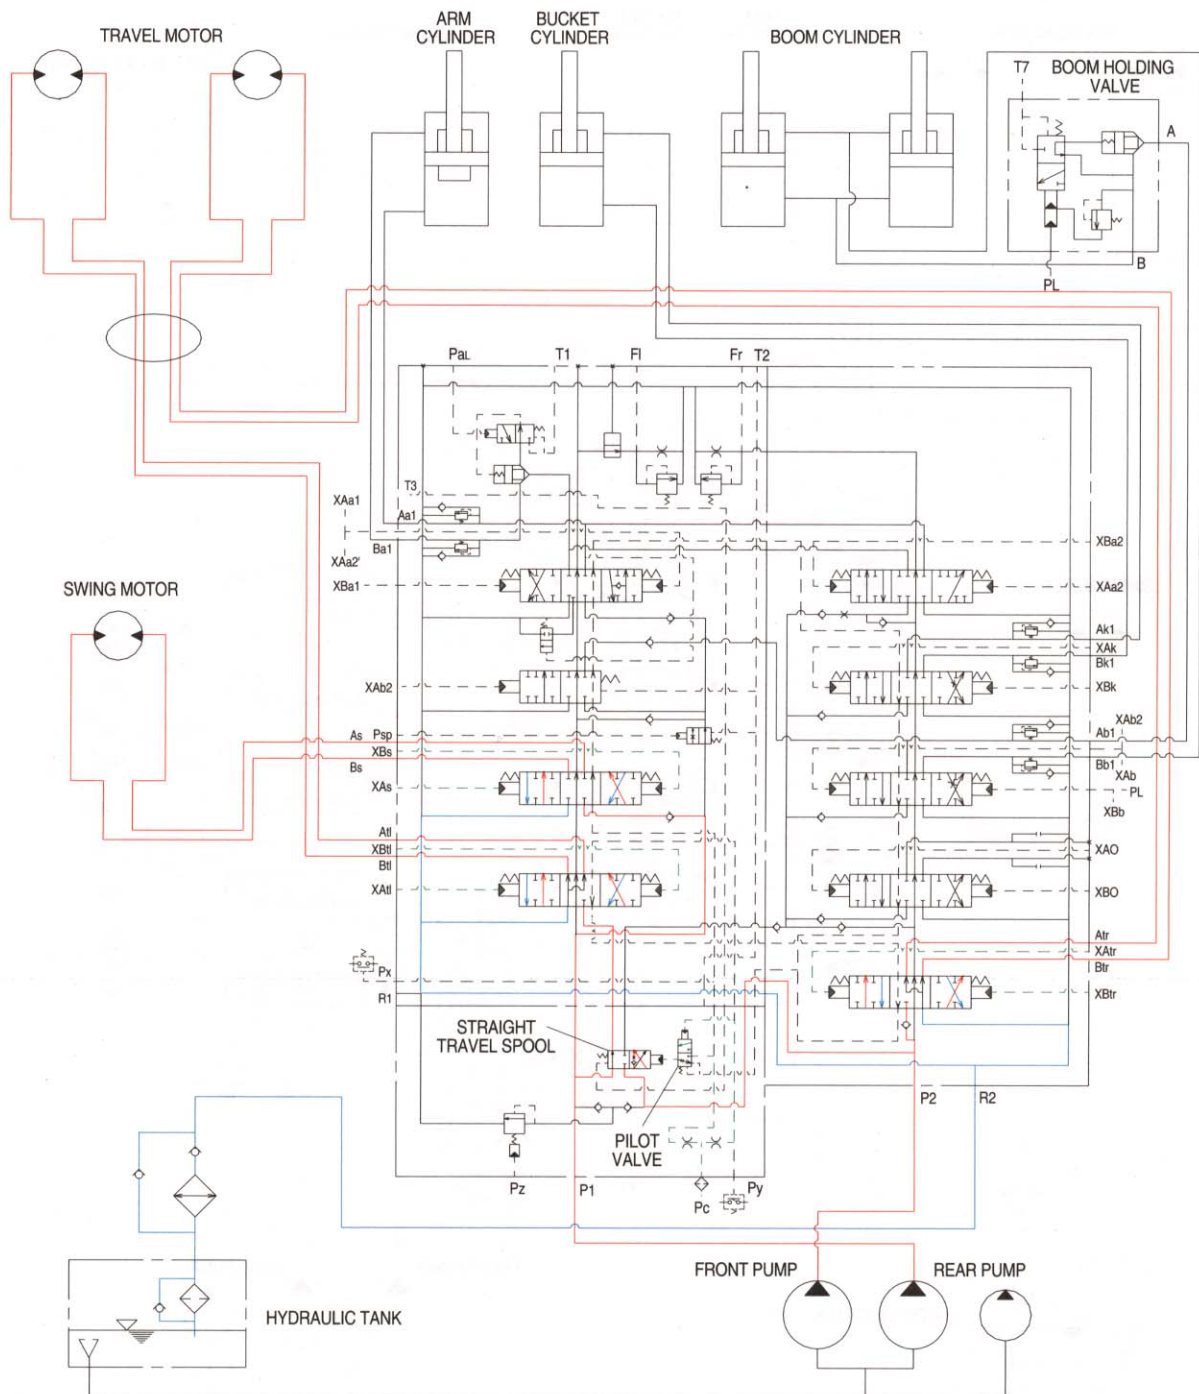 TRAVEL MOTOR
ARM
CYLINDER
BUCKET
CYLINDER
BOOM CYLINDER
T7
BOOM HOLDING
VALVE
A
B
PL
PaL
T1
Fl
Fr
T2
T3
XAa1
Aa1
Ba1
XAa2'
XBa1
XBa2
XAa2
SWING MOTOR
Ak1
XAk
Bk1
XBk
XAb2
XAb2
As
Psp
XBs
Bs
XAs
Ab1
Bb1
XAb
PL
XBb
Atl
XBtl
Btl
XAtl
XAO
XBO
Atr
XAtr
Btr
XBtr
Px
R1
STRAIGHT
TRAVEL SPOOL
PILOT
VALVE
P2
R2
Pz
P1
Pc
Py
FRONT PUMP
REAR PUMP
HYDRAULIC TANK